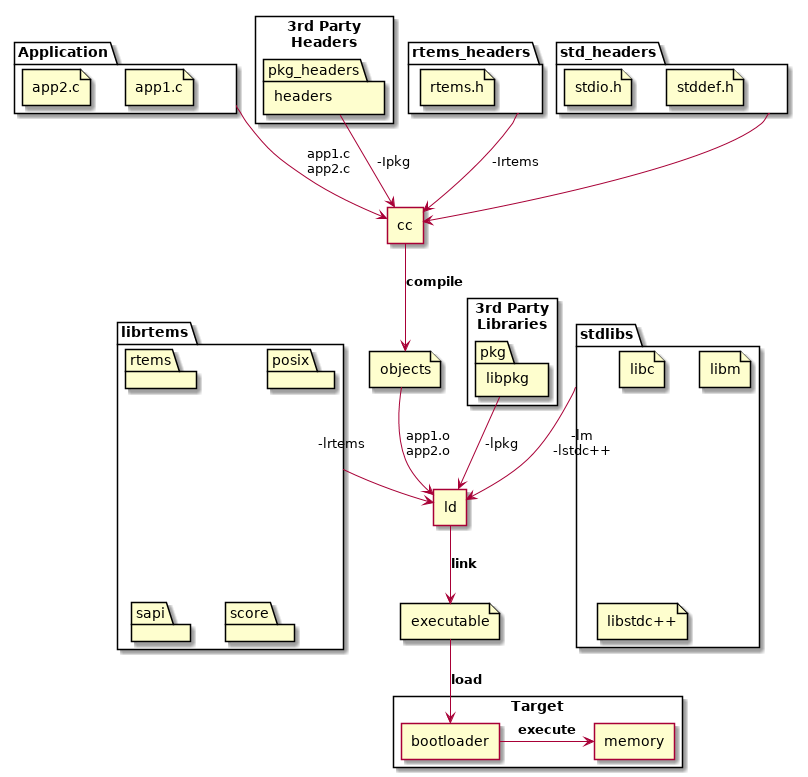 3rd Party
Headers
Application
rtems_headers
std_headers
pkg_headers
app2.c
app1.c
headers
rtems.h
stdio.h
stddef.h
app1.c
app2.c
-Ipkg
-Irtems
cc
compile
librtems
3rd Party
Libraries
stdlibs
rtems
posix
objects
pkg
libpkg
libc
libm
-lrtems
app1.o
app2.o
-lpkg
-lm
-lstdc++
ld
link
sapi
score
executable
libstdc++
load
Target
bootloader
execute
memory